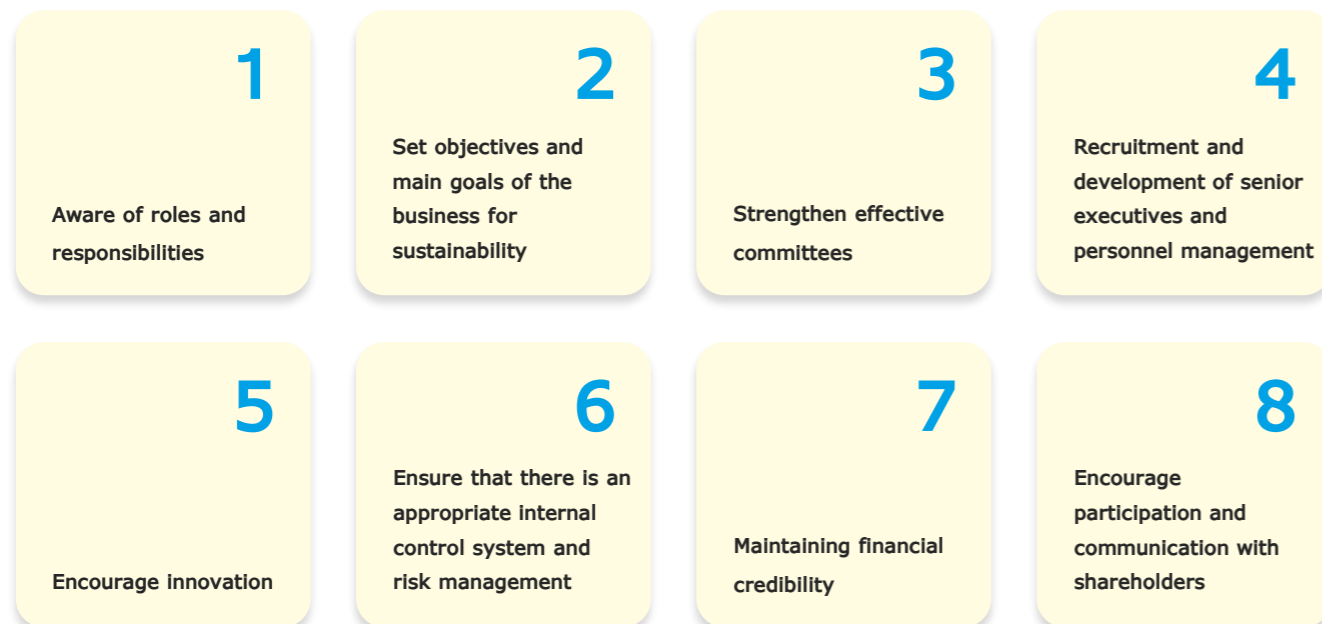 1
Aware of roles and
responsibilities
2
Set objectives and
main goals of the
business for
sustainability
3
Strengthen effective
committees
4
Recruitment and
development of senior
executives and
personnel management
5
Encourage innovation
6
Ensure that there is an
appropriate internal
control system and
risk management
7
Maintaining financial
credibility
8
Encourage
participation and
communication with
shareholders